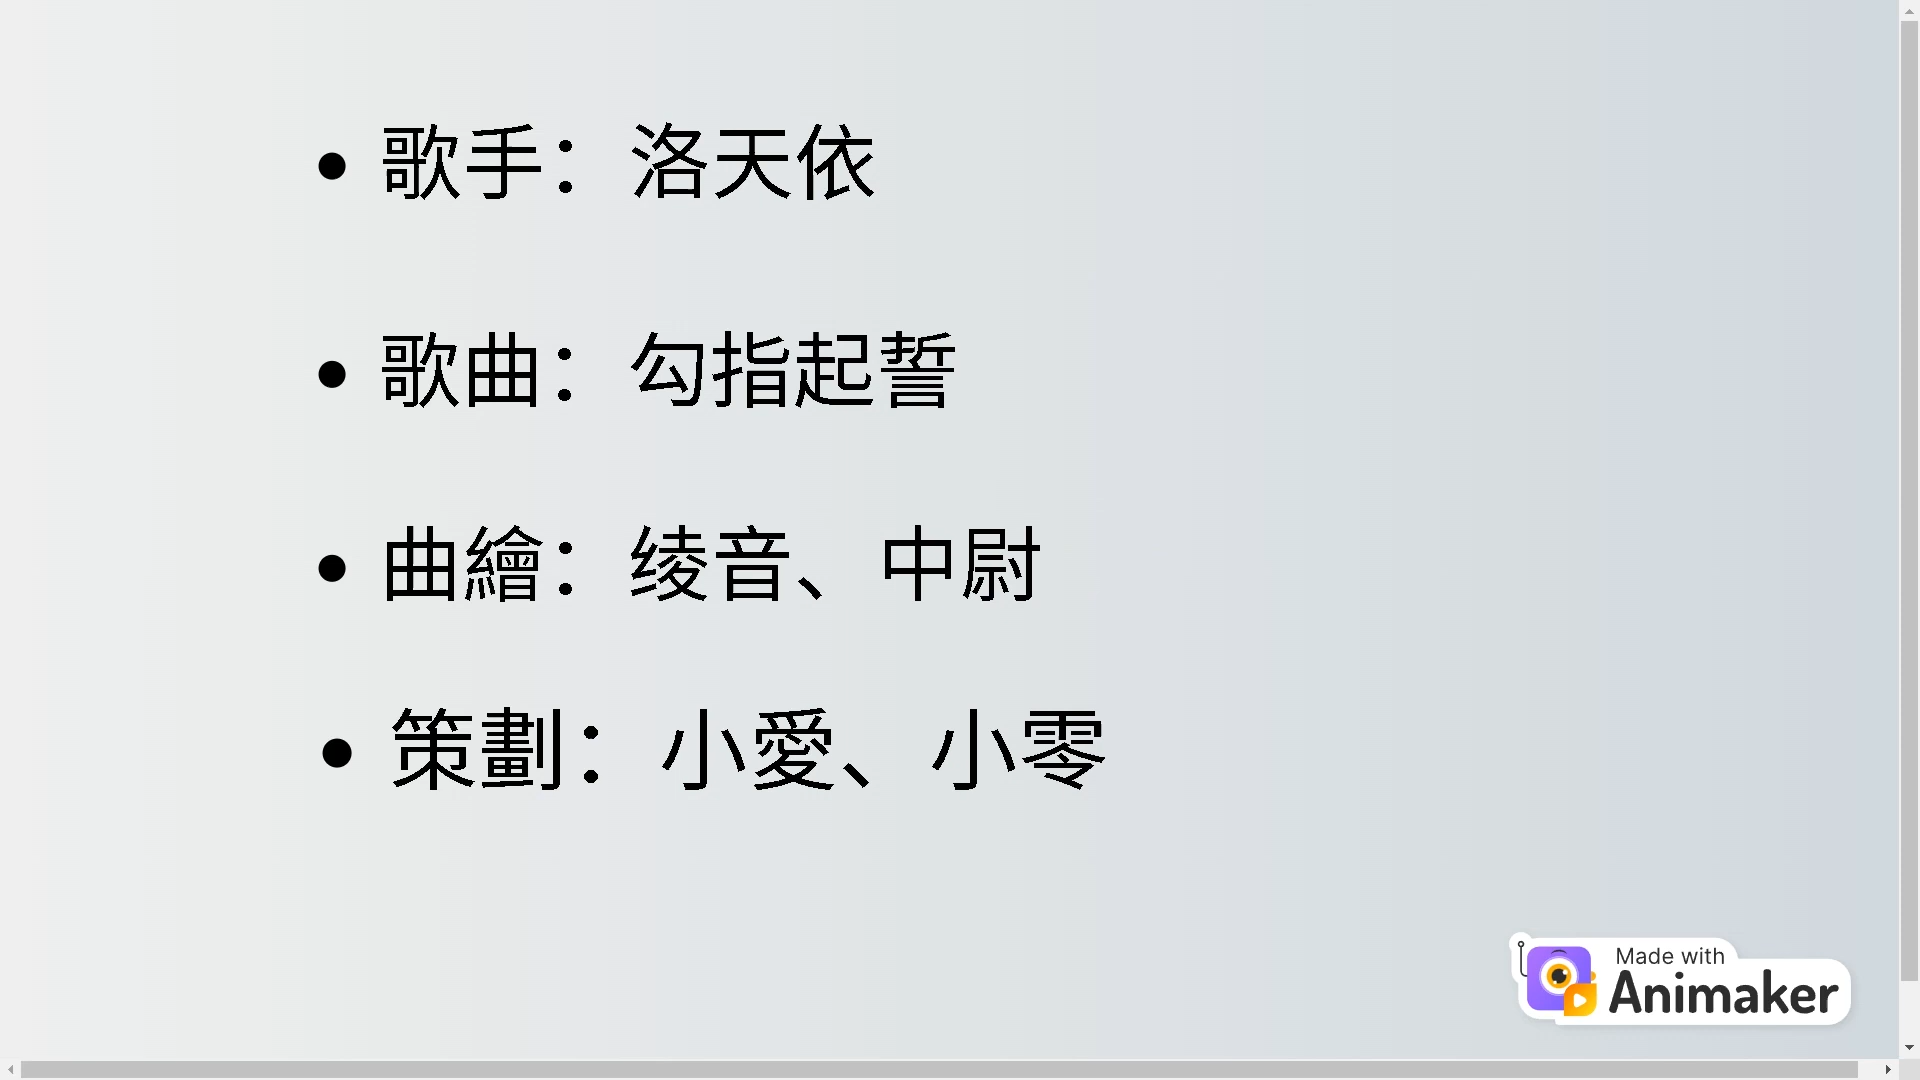 • 歌手：洛天依
• 歌曲：勾指起誓
• 曲繪：绫音、中尉
• 策劃：小愛、小零
Made with
Animaker